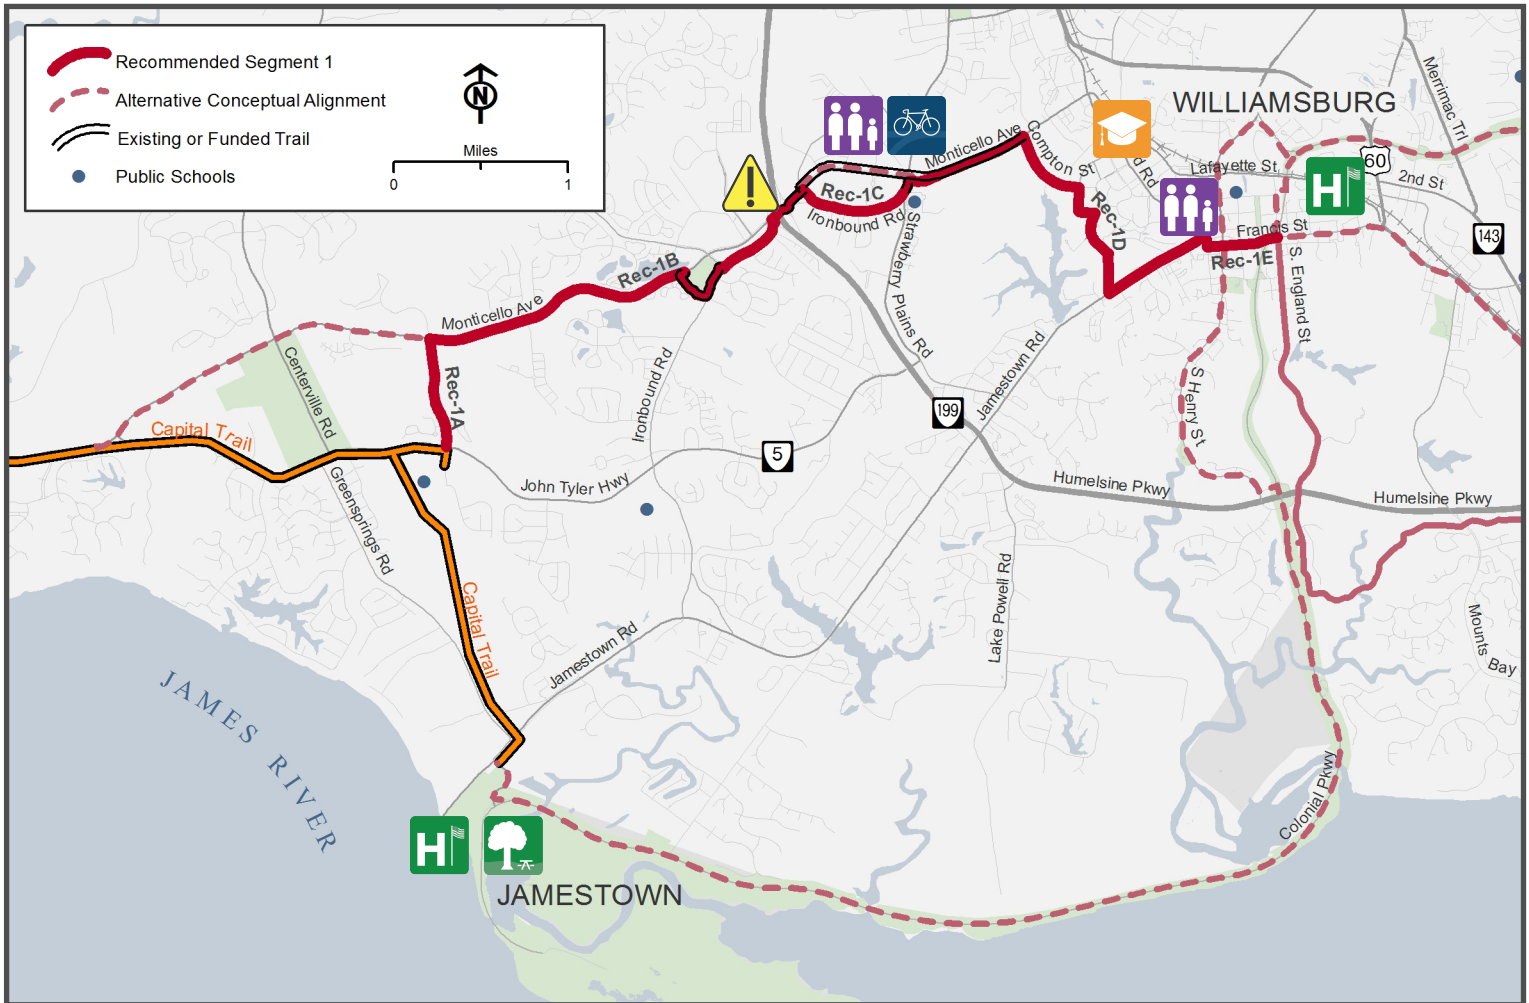 Recommended Segment 1
Alternative Conceptual Alignment
Existing or Funded Trail
Public Schools
N
Miles
0 1
WILLIAMSBURG
Merrimac Trl
60
2nd St
143
Lafayette St
H
d Rd
Compton St
Monticello Ave
Rec-1C
Ironbound Rd
Strawberry Plains Rd
Rec-1D
Francis St
Rec-1E
S. England St
Rec-1B
Monticello Ave
Rec-1A
Centerville Rd
Capital Trail
Greensprings Rd
Ironbound Rd
John Tyler Hwy
5
199
Jamestown Rd
S Henry St
Humelsine Pkwy
Humelsine Pkwy
Capital Trail
Jamestown Rd
Lake Powell Rd
Mounts Bay
JAMES RIVER
Colonial Pkwy
H
JAMESTOWN